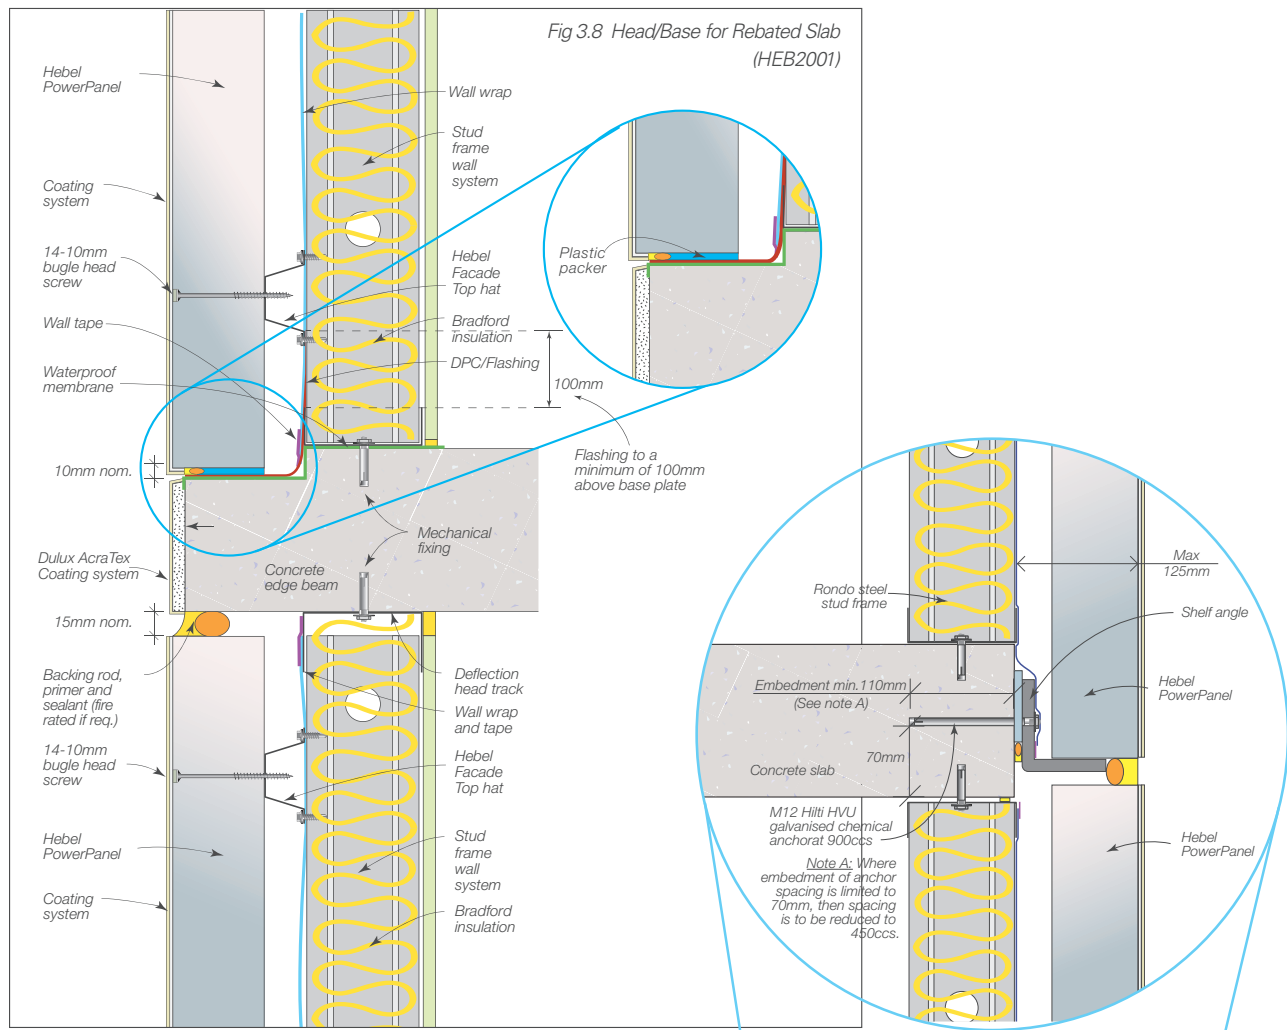 Fig 3.8 Head/Base for Rebated Slab
(HEB2001)
Hebel
PowerPanel
Coating
system
14-10mm
bugle head
screw
Wall tape
Waterproof
membrane
10mm nom.
Dulux AcraTex
Coating system
15mm nom.
Backing rod,
primer and
sealant (fire
rated if req.)
14-10mm
bugle head
screw
Hebel
PowerPanel
Coating
system
Wall wrap
Stud
frame
wall
system
Hebel
Facade
Top hat
Bradford
insulation
DPC/Flashing
100mm
Flashing to a
minimum of 100mm
above base plate
Plastic
packer
Mechanical
fixing
Concrete
edge beam
Deflection
head track
Wall wrap
and tape
Hebel
Facade
Top hat
Stud
frame
wall
system
Bradford
insulation
Max
125mm
Rondo steel
stud frame
Shelf angle
Embedment min.110mm
(See note A)
Hebel
PowerPanel
70mm
Concrete slab
M12 Hilti HVU
galvanised chemical
anchorat 900ccs
Note A: Where
embedment of anchor
spacing is limited to
70mm, then spacing
is to be reduced to
450ccs.
Hebel
PowerPanel